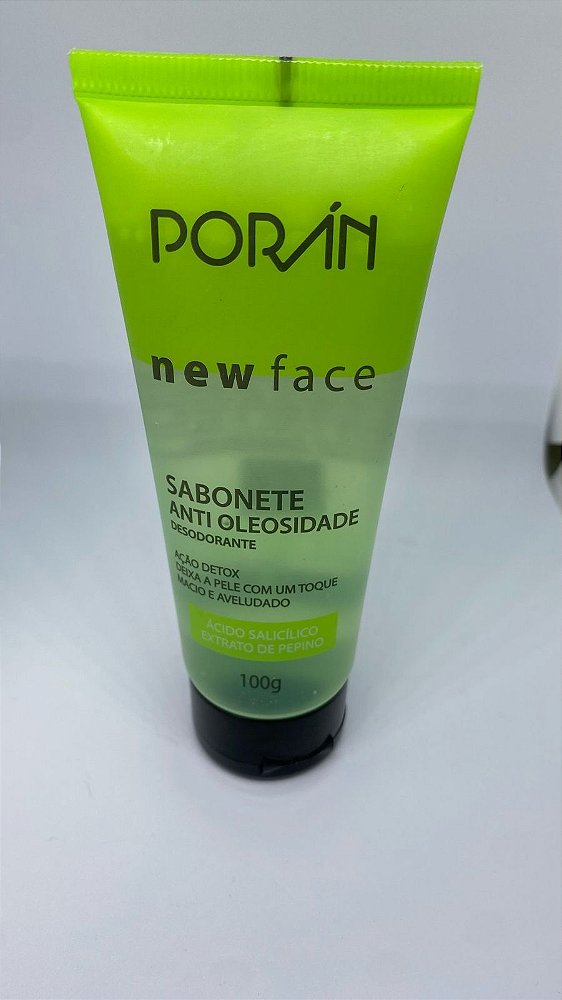 PORÁN
new face
SABONETE
ANTI OLEOSIDADE
DESODORANTE
AÇÃO DETOX
DEIXA A PELE COM UM TOQUE
MACIO E AVELUDADO
ÁCIDO SALICÍLICO
EXTRATO DE PEPINO
100g